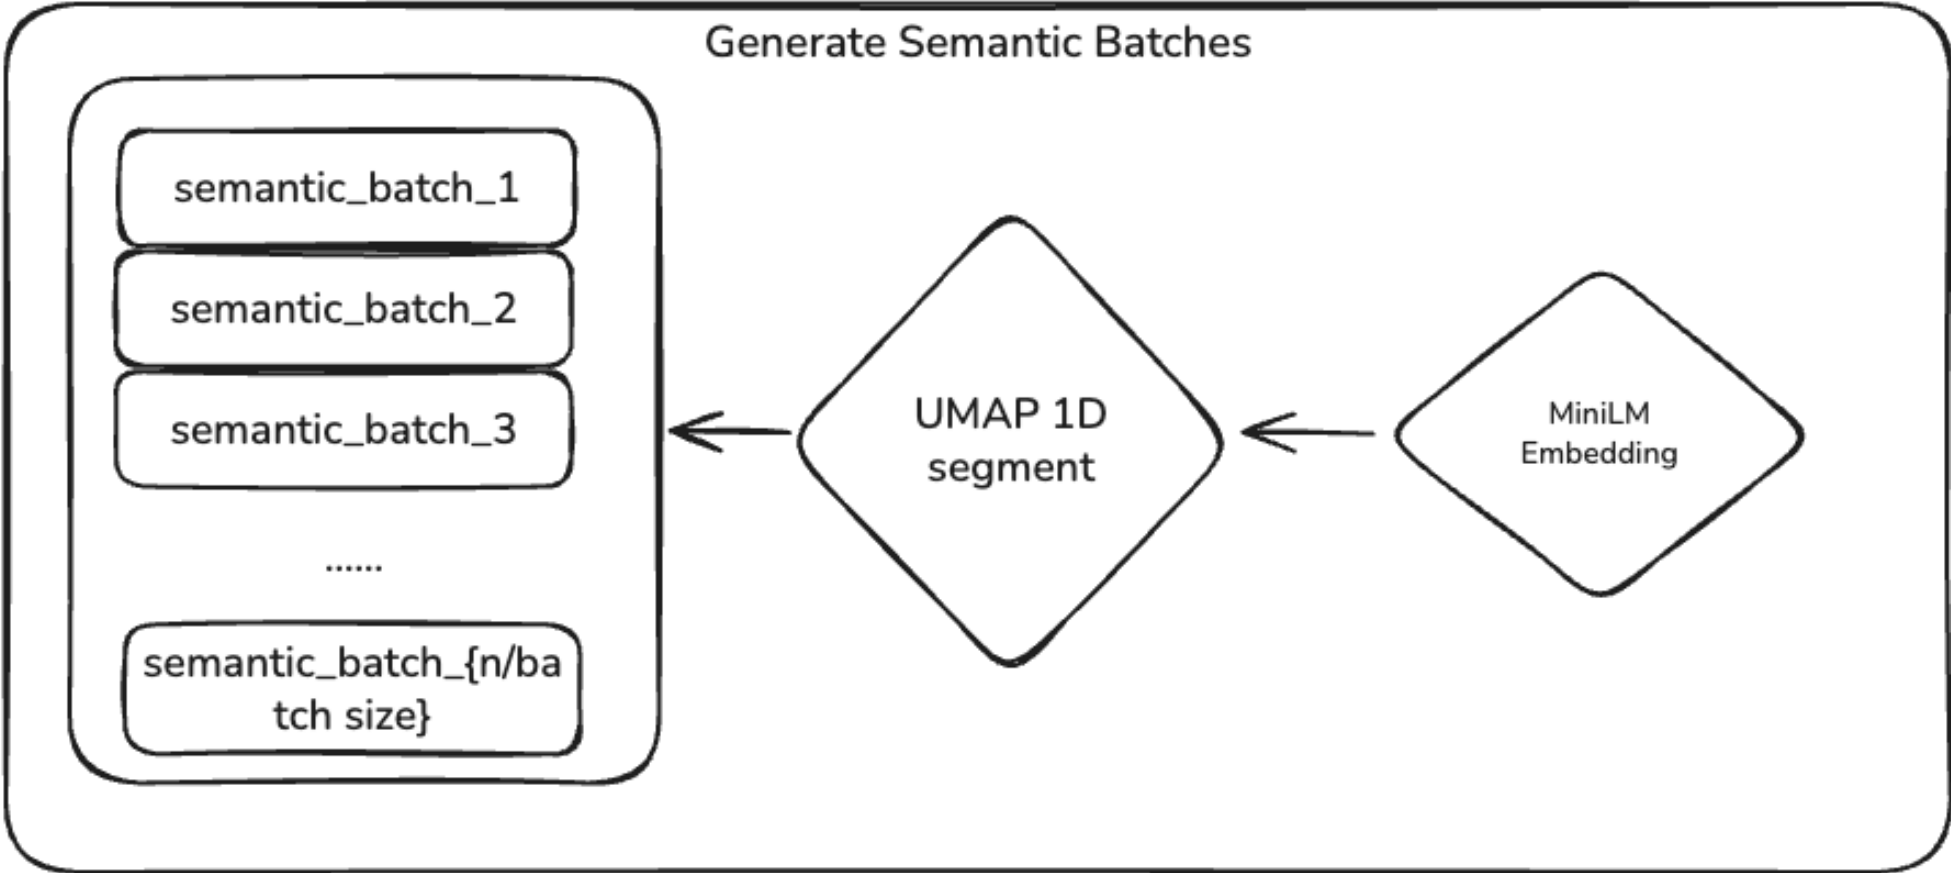 Generate Semantic Batches
semantic_batch_1
semantic_batch_2
semantic_batch_3
......
semantic_batch_{n/ba
tch size}
UMAP 1D
segment
MiniLM
Embedding